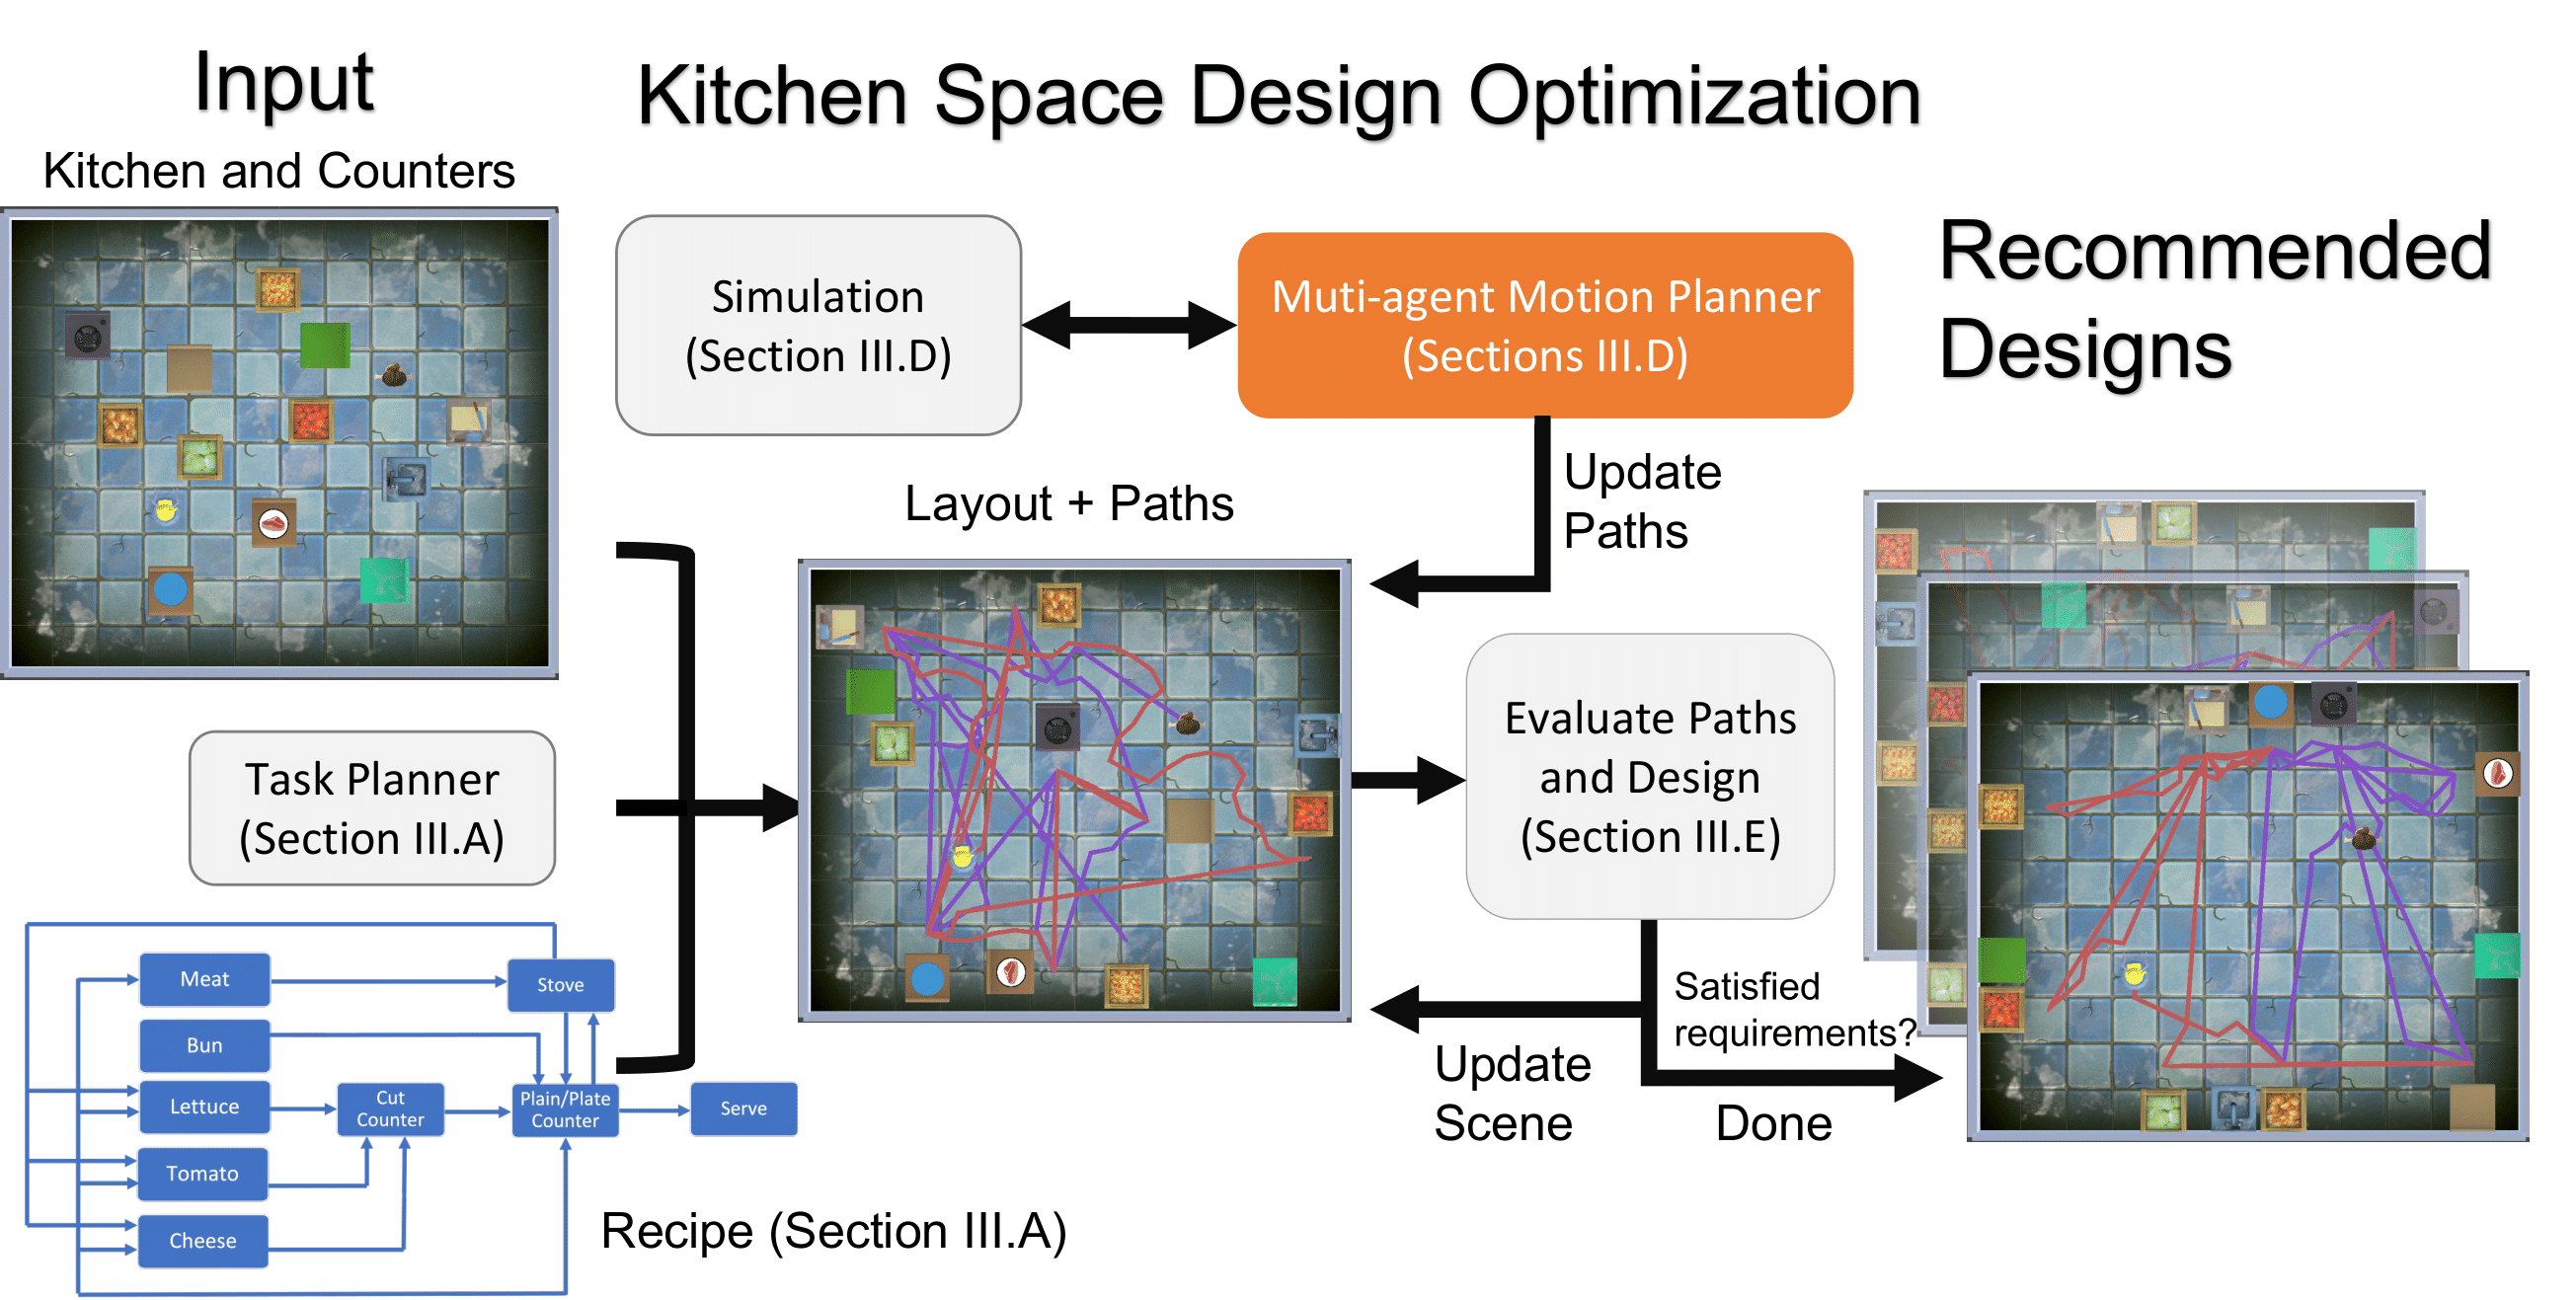 Input
Kitchen Space Design Optimization
Kitchen and Counters
Simulation
(Section III.D)
Muti-agent Motion Planner
(Sections III.D)
Recommended
Designs
Update
Paths
Layout + Paths
Task Planner
(Section III.A)
Evaluate Paths
and Design
(Section III.E)
Satisfied
requirements?
Update
Scene
Done
Meat
Stove
Bun
Lettuce
Cut
Counter
Plain/Plate
Counter
Serve
Tomato
Cheese
Recipe (Section III.A)